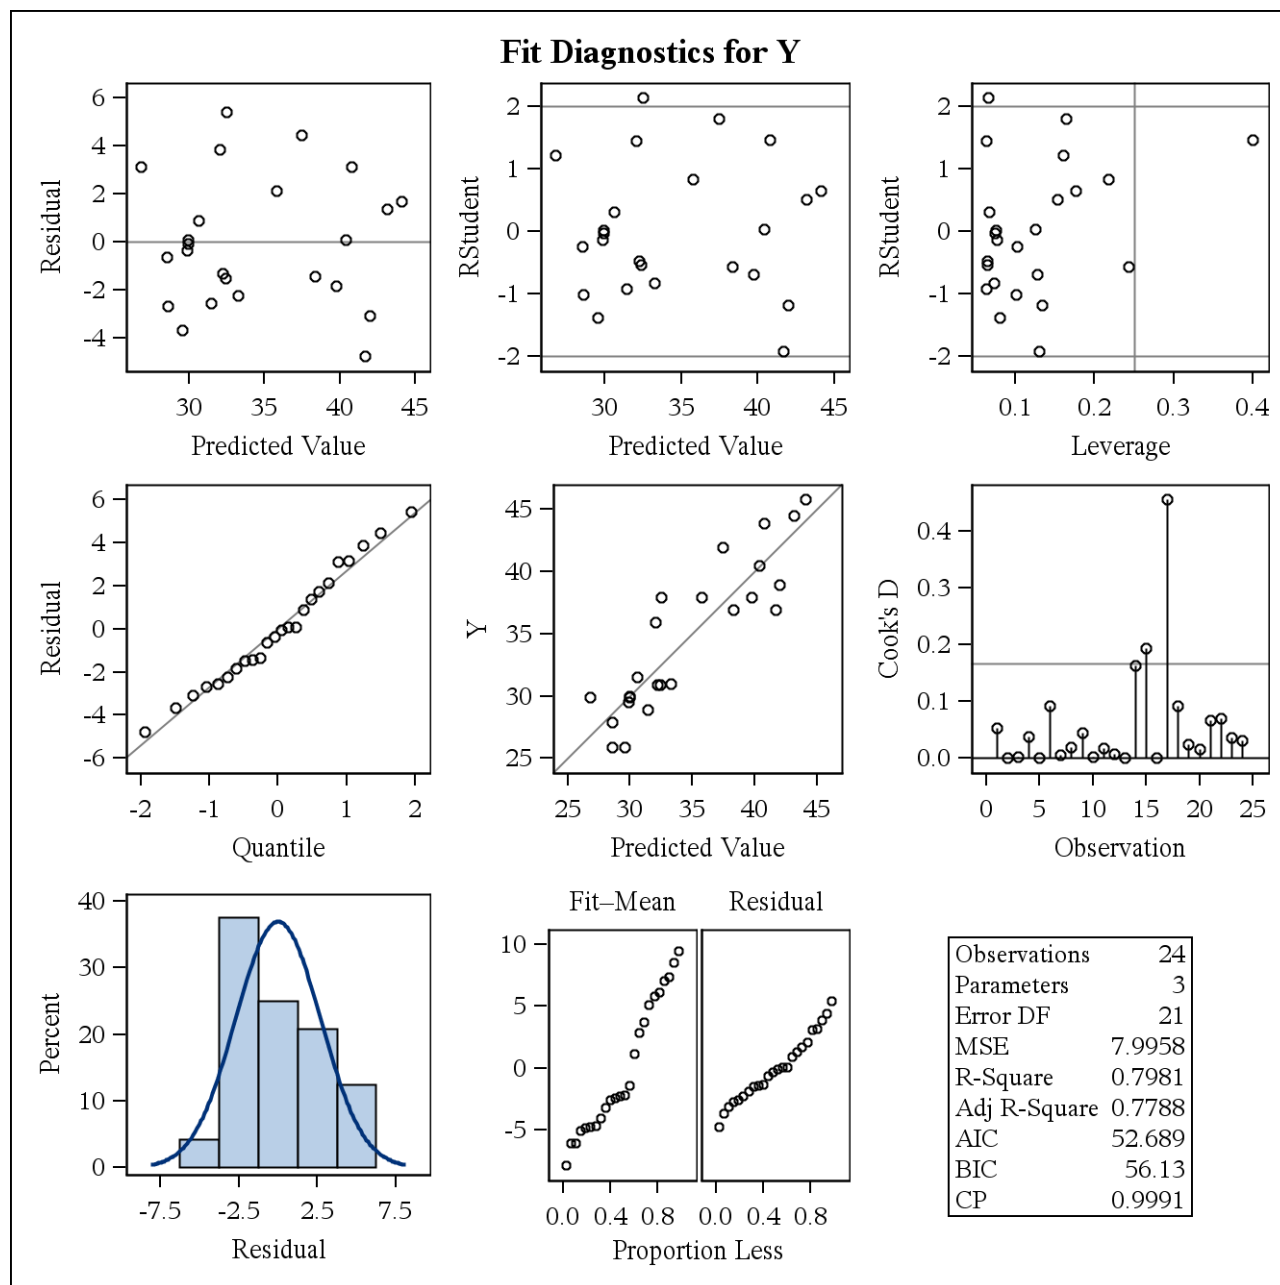 Fit Diagnostics for Y
Residual
6
4
2
0
-2
-4
30 35 40 45
Predicted Value
RStudent
2
1
0
-1
-2
30 35 40 45
Predicted Value
RStudent
2
1
0
-1
-2
0.1 0.2 0.3 0.4
Leverage
Residual
6
4
2
0
-2
-4
-6
-2 -1 0 1 2
Quantile
Y
45
40
35
30
25
25 30 35 40 45
Predicted Value
Cook's D
0.4
0.3
0.2
0.1
0.0
0 5 10 15 20 25
Observation
Percent
40
30
20
10
0
-7.5 -2.5 2.5 7.5
Residual
Fit–Mean Residual
10
5
0
-5
0.0 0.4 0.8 0.0 0.4 0.8
Proportion Less
Observations 24
Parameters 3
Error DF 21
MSE 7.9958
R-Square 0.7981
Adj R-Square 0.7788
AIC 52.689
BIC 56.13
CP 0.9991